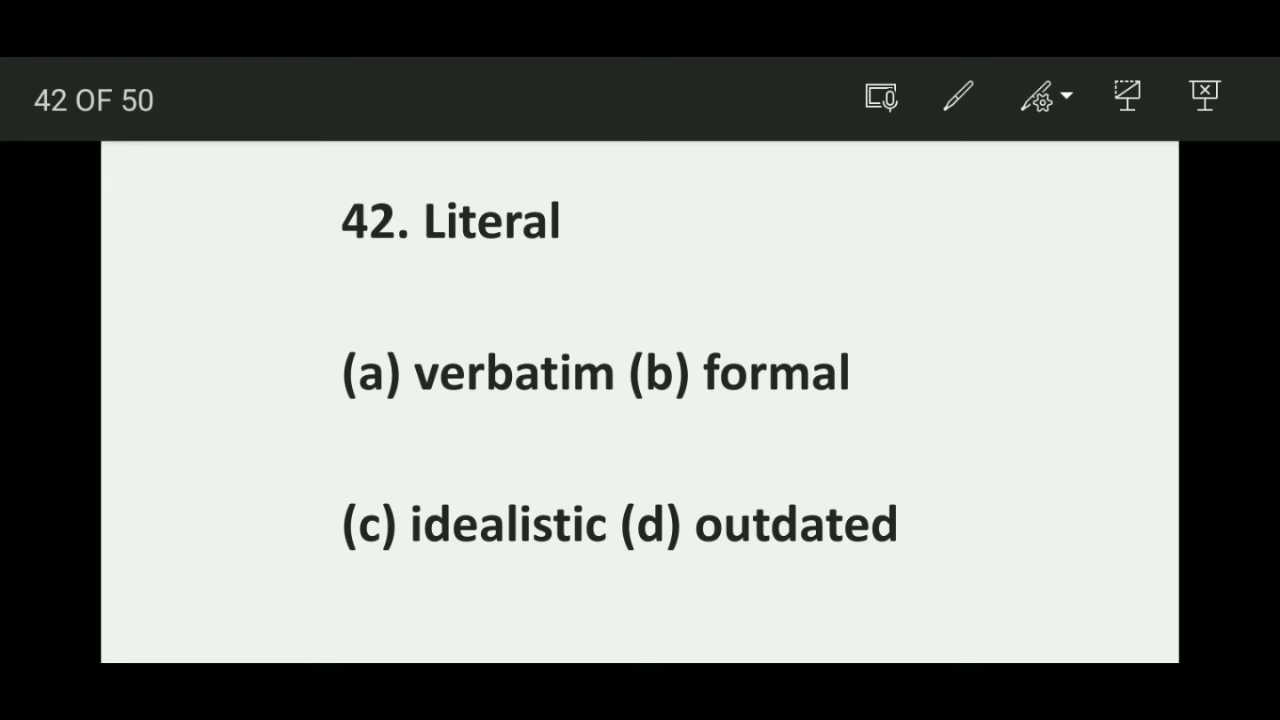 42 OF 50
42. Literal
(a) verbatim (b) formal
(c) idealistic (d) outdated